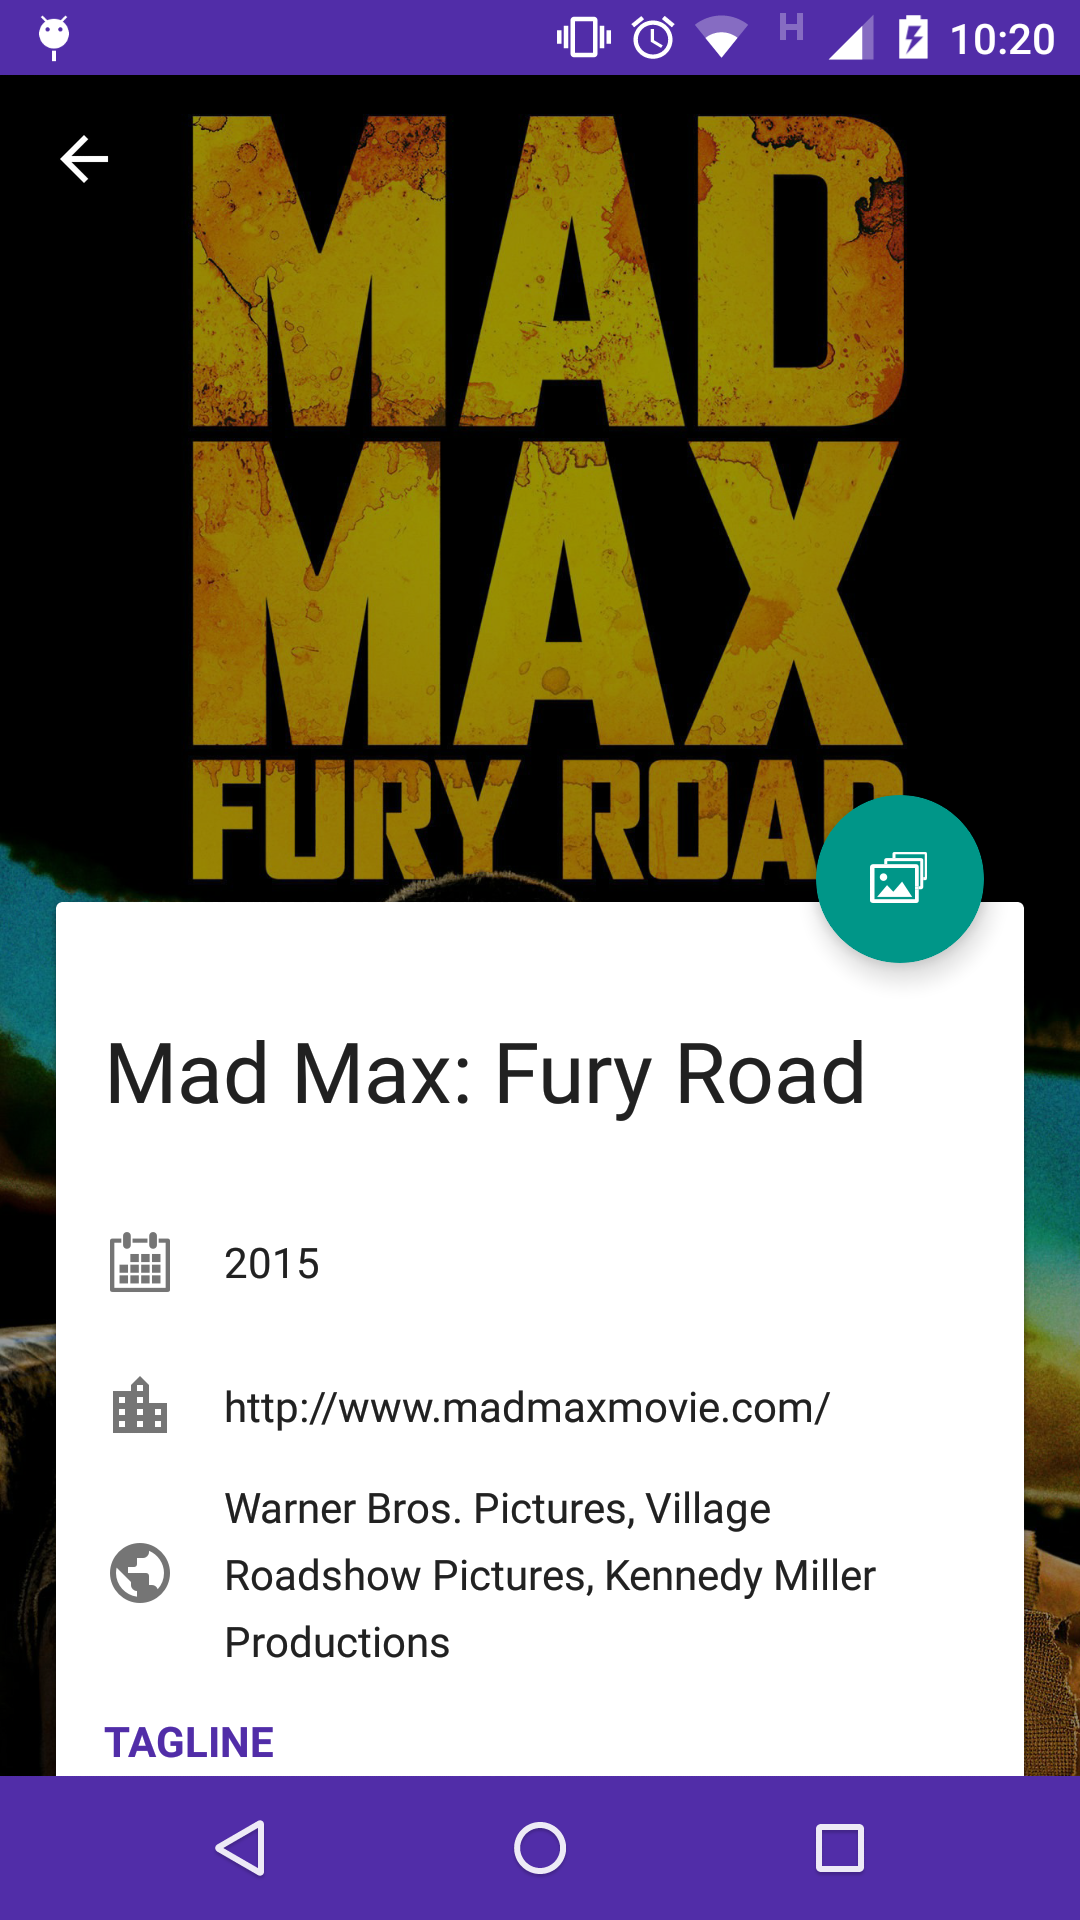 H
10:20
MAD
MAX
FURY ROAD
Mad Max: Fury Road
2015
http://www.madmaxmovie.com/
Warner Bros. Pictures, Village
Roadshow Pictures, Kennedy Miller
Productions
TAGLINE